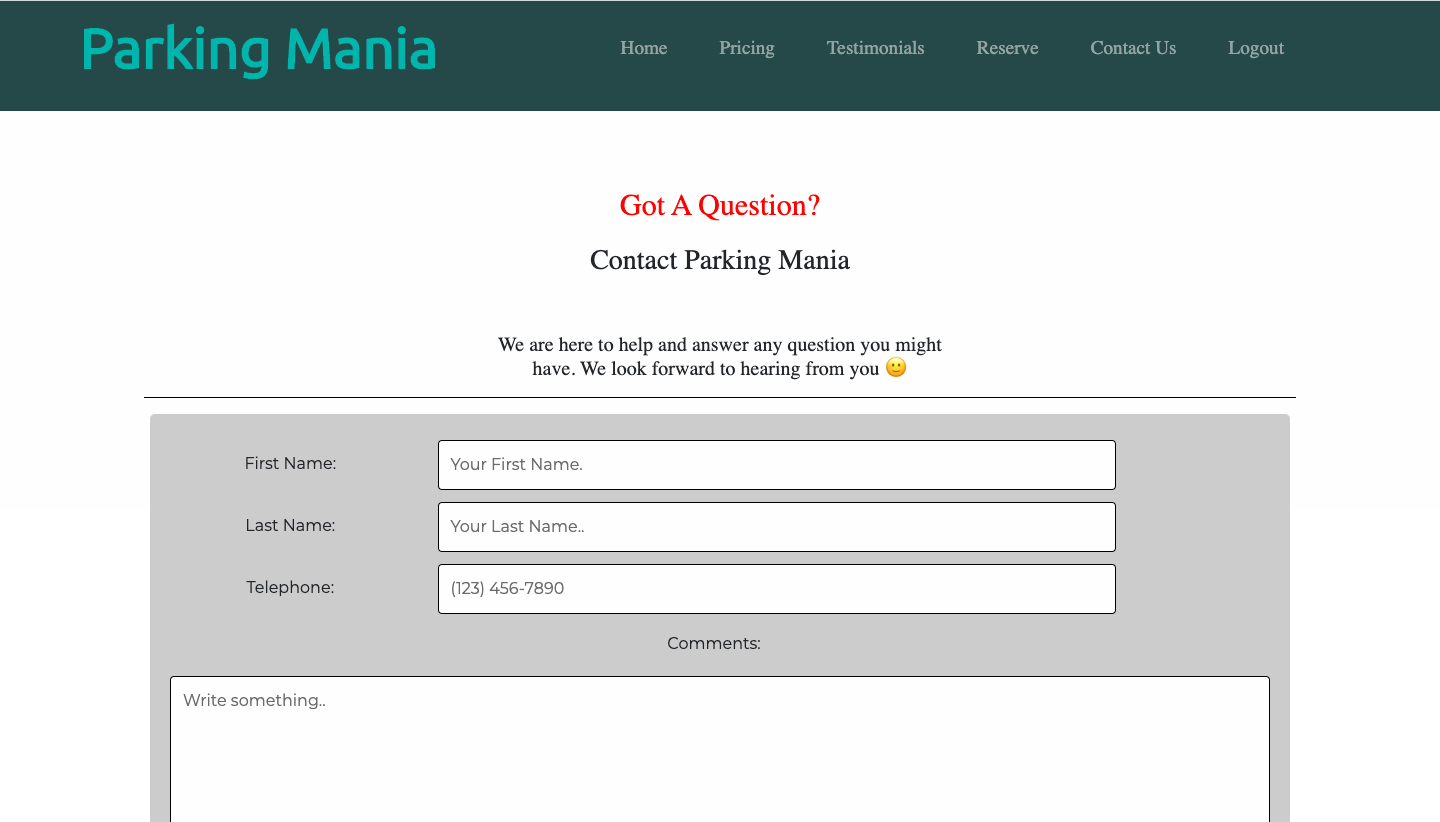 Parking Mania
Home Pricing Testimonials Reserve Contact Us Logout
Got A Question?
Contact Parking Mania
We are here to help and answer any question you might
have. We look forward to hearing from you 🙂
First Name: Your First Name.
Last Name: Your Last Name..
Telephone: (123) 456-7890
Comments:
Write something..